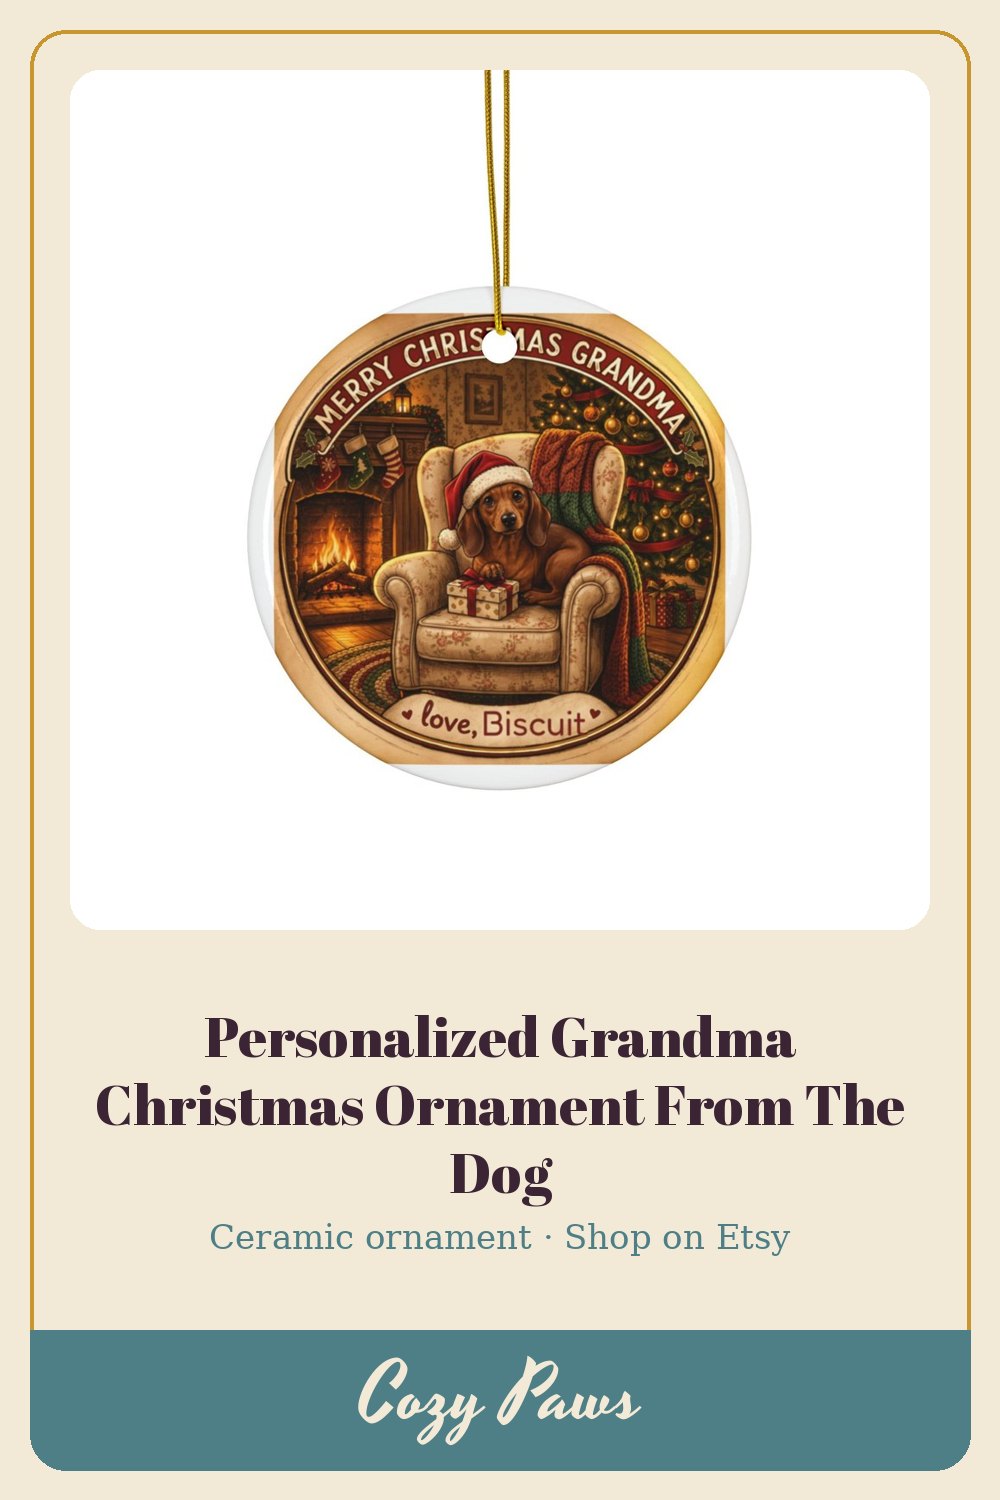 MERRY CHRISTMAS GRANDMA
love, Biscuit
Personalized Grandma
Christmas Ornament From The
Dog
Ceramic ornament · Shop on Etsy
Cozy Paws